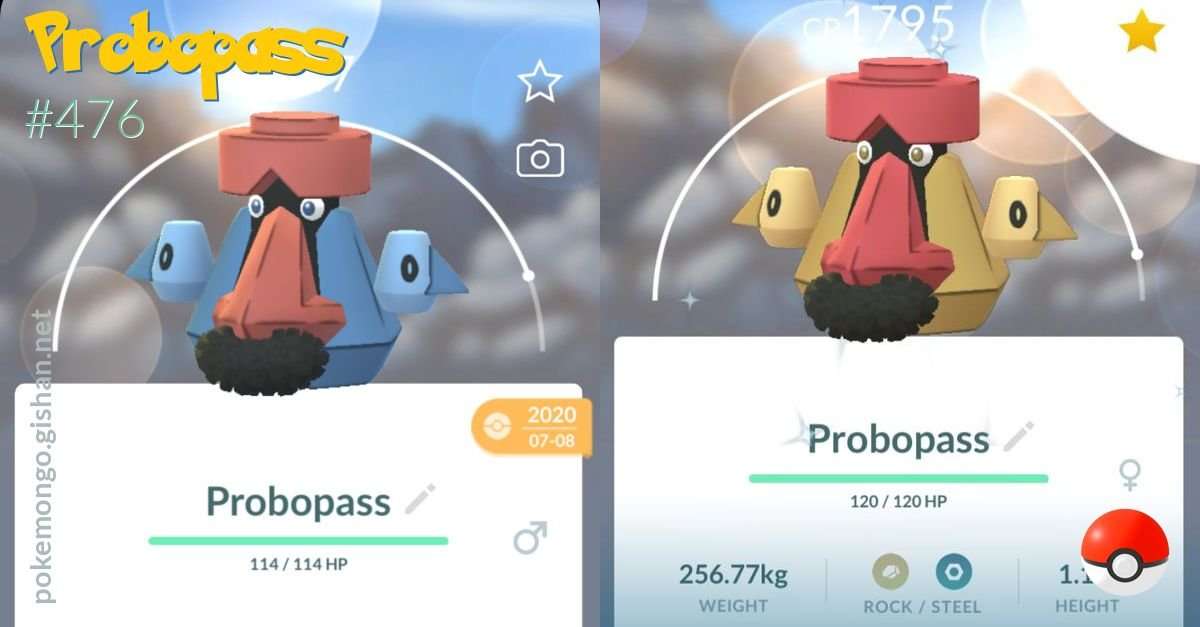 Probopass
#476
pokemongo.gishan.net
2020
07-08
Probopass
114 / 114 HP
CP1795
Probopass
120 / 120 HP
256.77kg
WEIGHT
ROCK / STEEL
HEIGHT